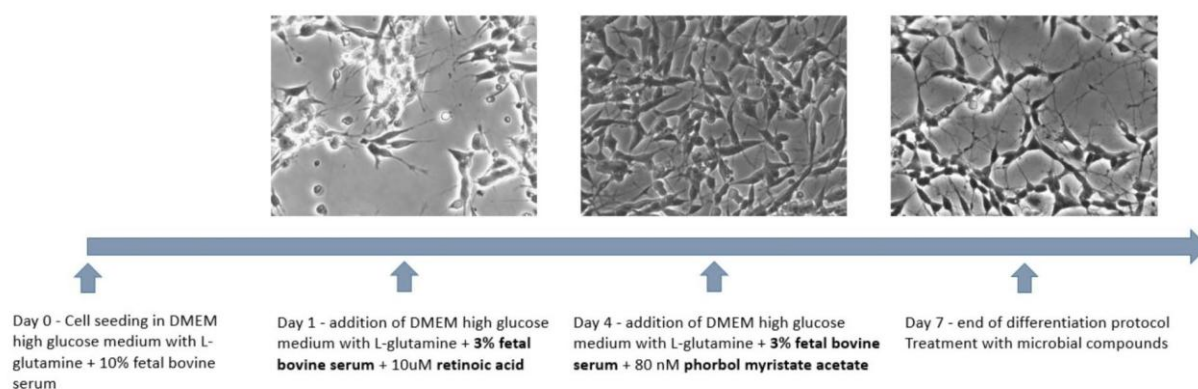 Day 0 - Cell seeding in DMEM
high glucose medium with L-
glutamine + 10% fetal bovine
serum
Day 1 - addition of DMEM high glucose
medium with L-glutamine + 3% fetal
bovine serum + 10uM retinoic acid
Day 4 - addition of DMEM high glucose
medium with L-glutamine + 3% fetal bovine
serum + 80 nM phorbol myristate acetate
Day 7 - end of differentiation protocol
Treatment with microbial compounds